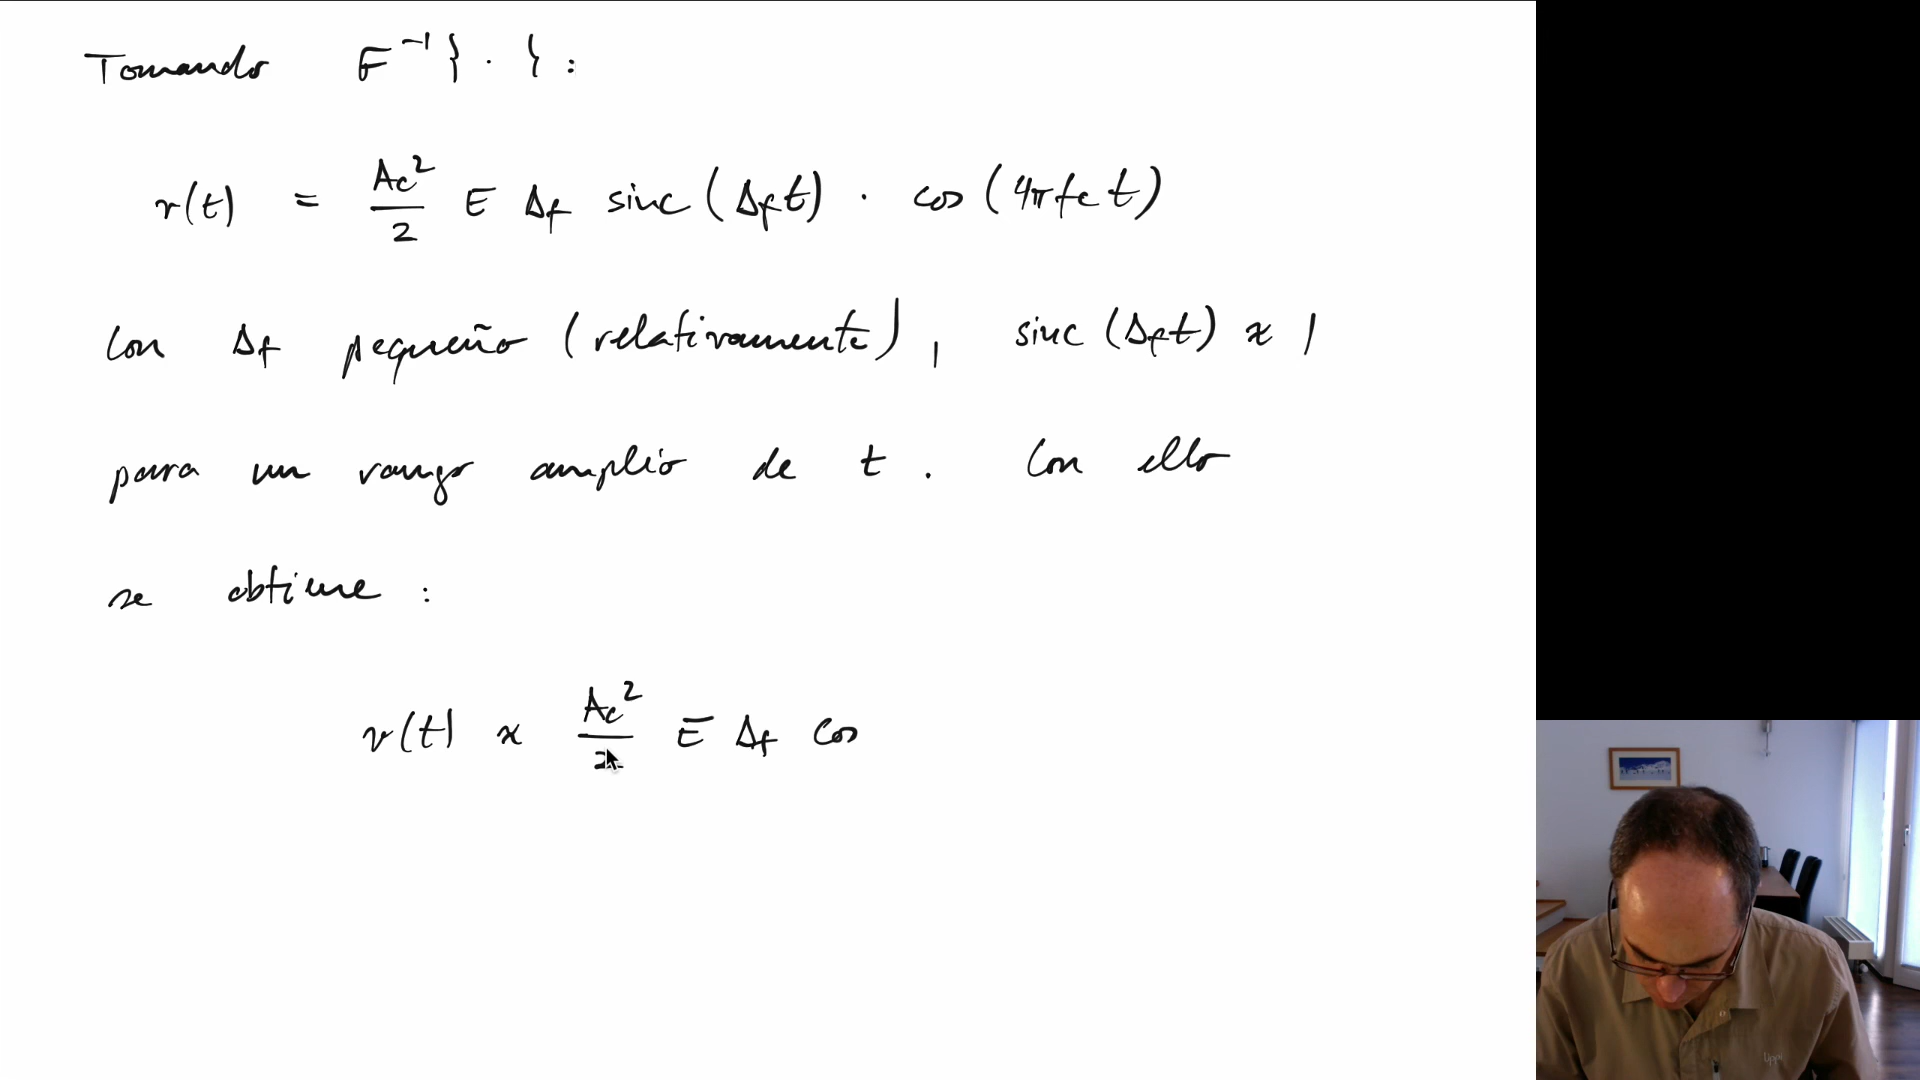 Tomando F⁻¹{ · } :
v(t) = Ac²/2 E Δf sinc(Δf t) · cos(4πfc t)
Con Δf pequeño (relativamente), sinc(Δf t) ≈ 1
para un rango amplio de t. Con ello
se obtiene :
v(t) ≈ Ac²/2 E Δf cos